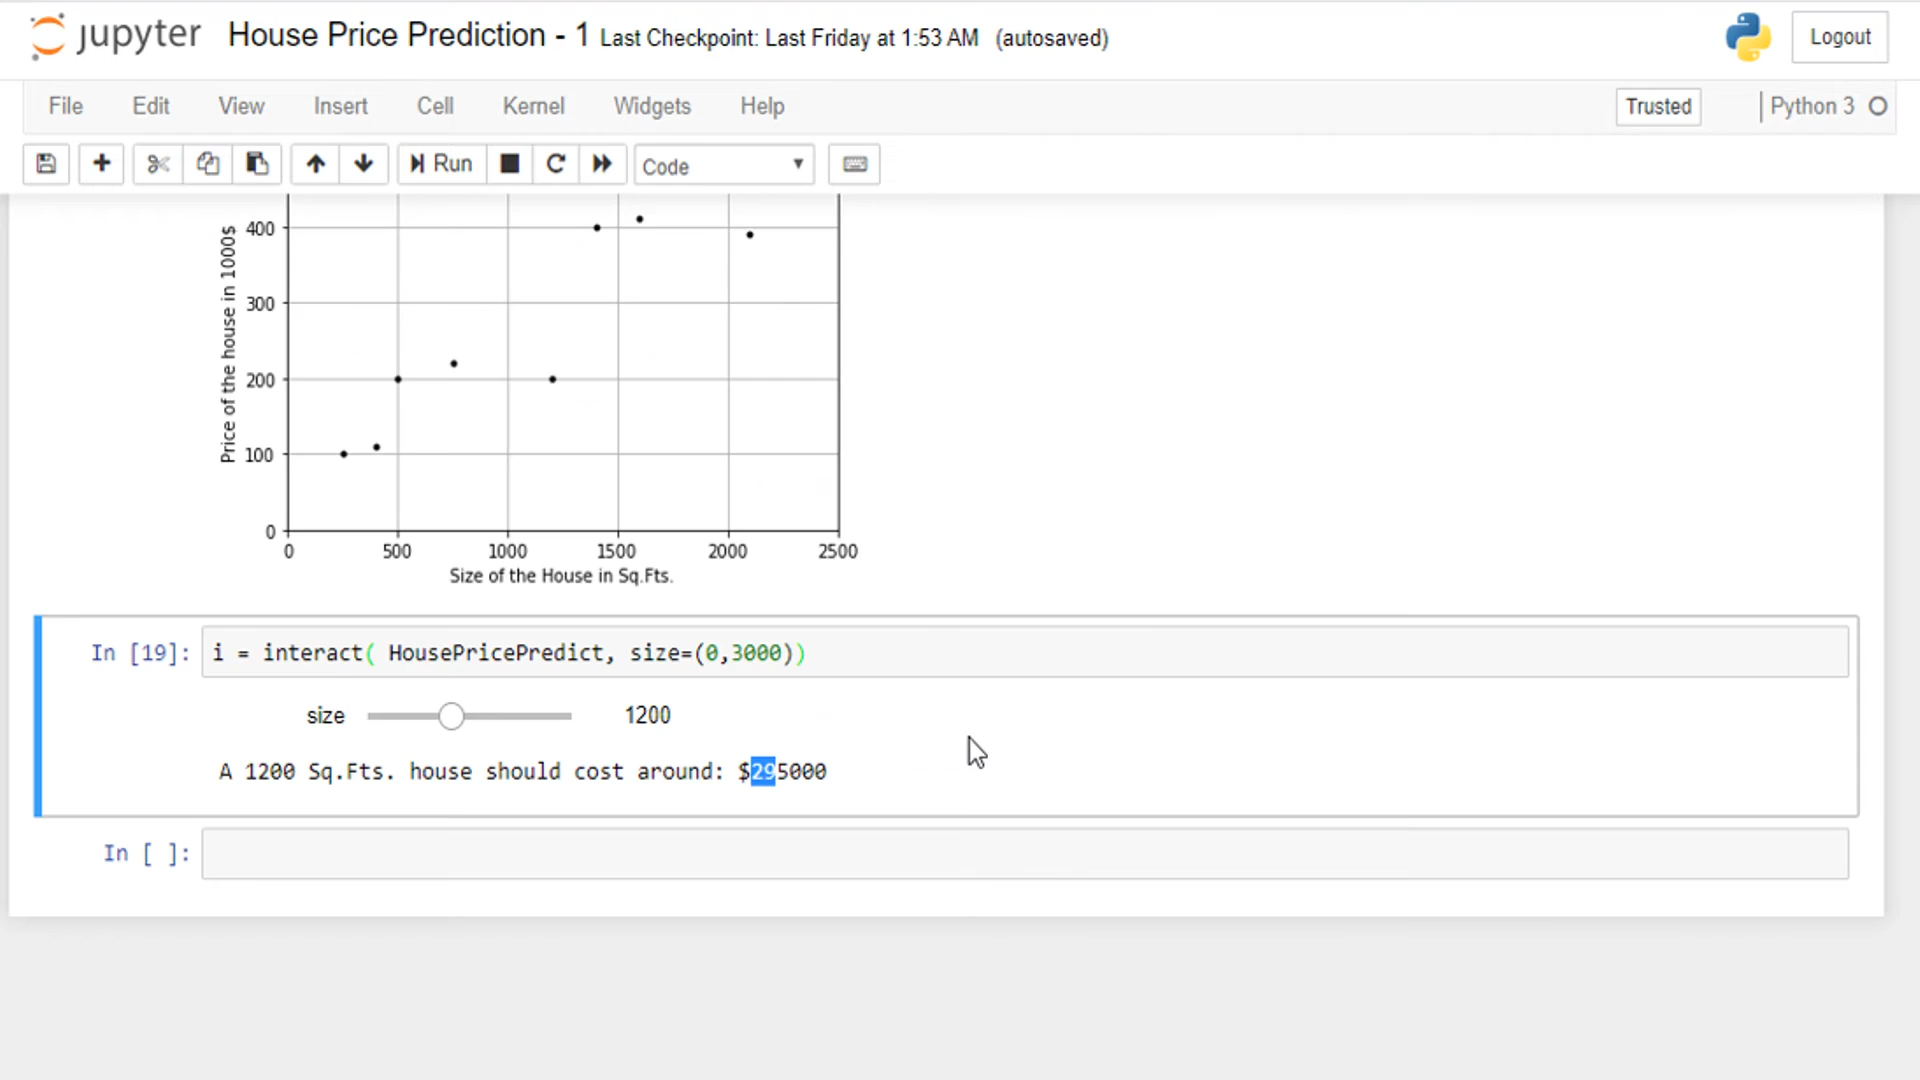 jupyter House Price Prediction - 1 Last Checkpoint: Last Friday at 1:53 AM (autosaved) Logout
File Edit View Insert Cell Kernel Widgets Help Trusted Python 3
Run Code
Price of the house in 1000$
400
300
200
100
0
0 500 1000 1500 2000 2500
Size of the House in Sq.Fts.
In [19]: i = interact( HousePricePredict, size=(0,3000))
size 1200
A 1200 Sq.Fts. house should cost around: $295000
In [ ]: